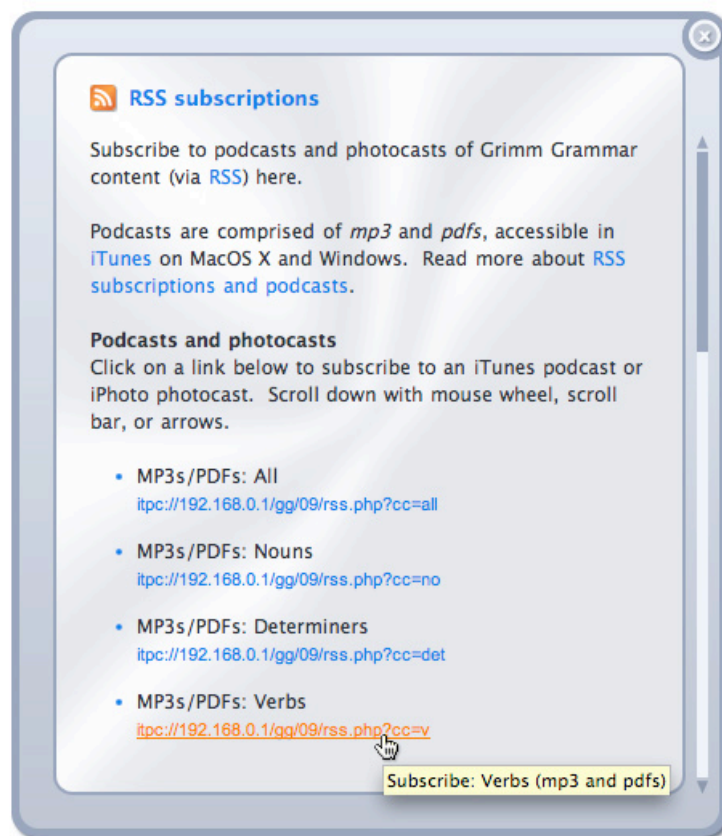 RSS subscriptions
Subscribe to podcasts and photocasts of Grimm Grammar
content (via RSS) here.
Podcasts are comprised of mp3 and pdfs, accessible in
iTunes on MacOS X and Windows. Read more about RSS
subscriptions and podcasts.
Podcasts and photocasts
Click on a link below to subscribe to an iTunes podcast or
iPhoto photocast. Scroll down with mouse wheel, scroll
bar, or arrows.
• MP3s/PDFs: All
itpc://192.168.0.1/gg/09/rss.php?cc=all
• MP3s/PDFs: Nouns
itpc://192.168.0.1/gg/09/rss.php?cc=no
• MP3s/PDFs: Determiners
itpc://192.168.0.1/gg/09/rss.php?cc=det
• MP3s/PDFs: Verbs
itpc://192.168.0.1/gg/09/rss.php?cc=v
Subscribe: Verbs (mp3 and pdfs)